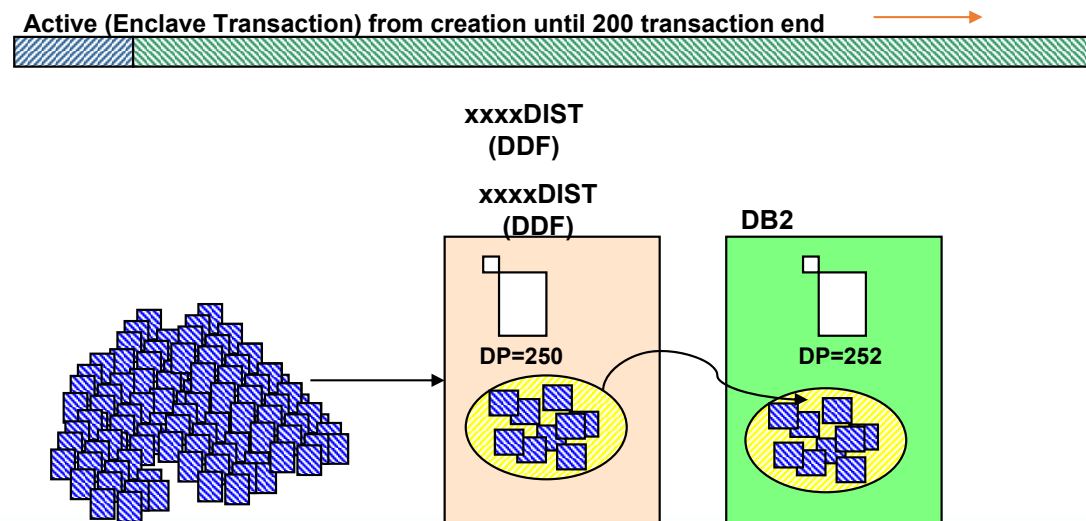 Active (Enclave Transaction) from creation until 200 transaction end
xxxxDIST
(DDF)
xxxxDIST
(DDF)
DB2
DP=250
DP=252